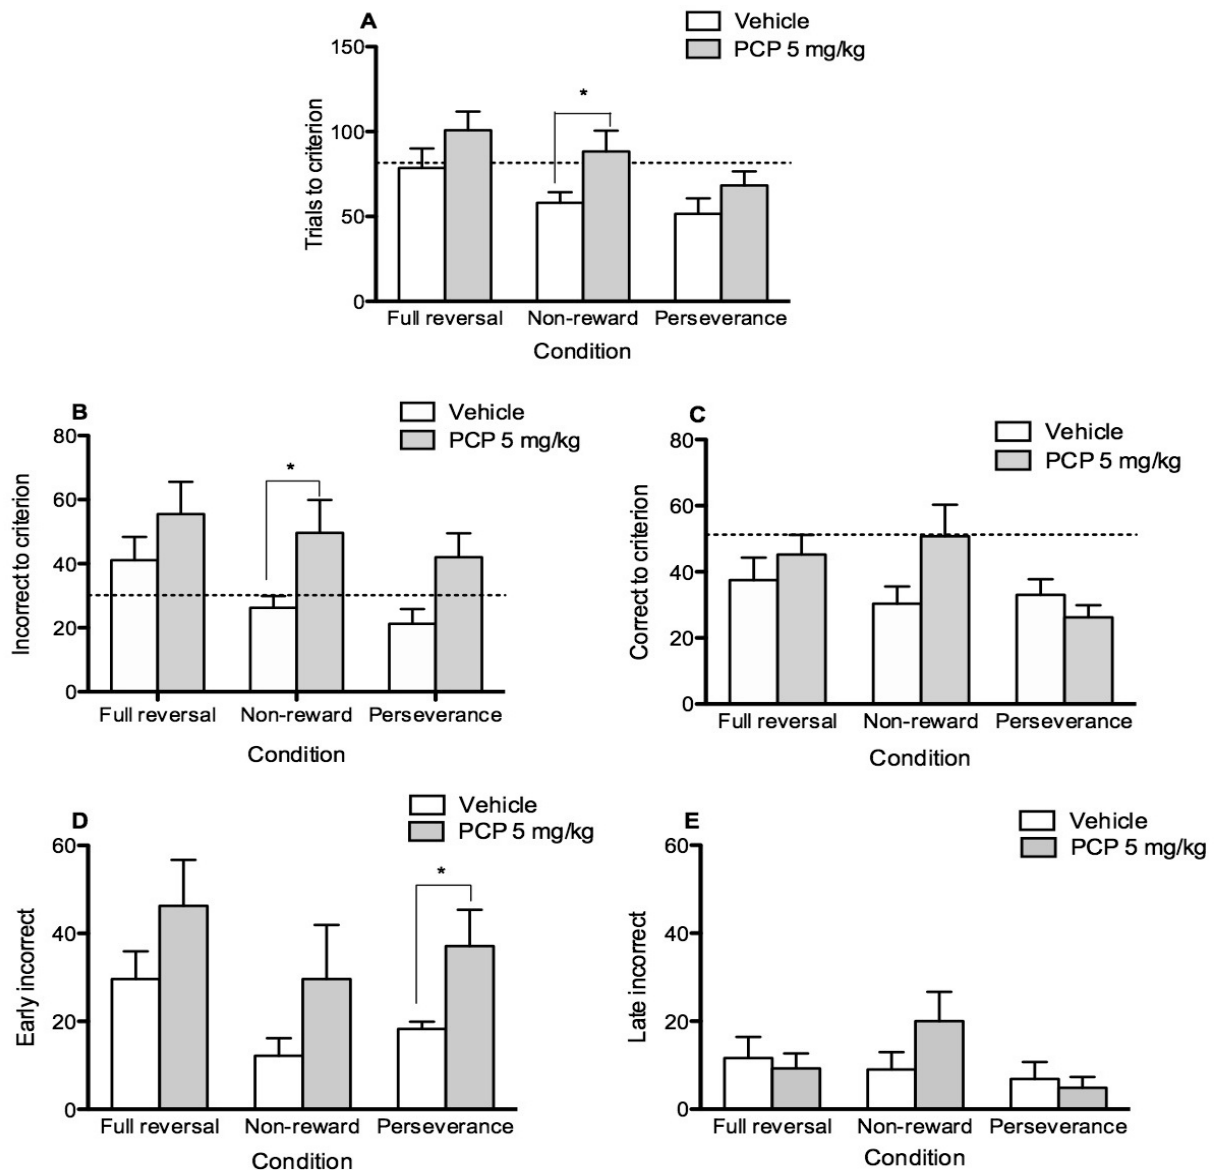 A
Vehicle
PCP 5 mg/kg
150
100
50
0
Trials to criterion
*
Full reversal Non-reward Perseverance
Condition
B
Vehicle
PCP 5 mg/kg
80
60
40
20
0
Incorrect to criterion
*
Full reversal Non-reward Perseverance
Condition
C
Vehicle
PCP 5 mg/kg
80
60
40
20
0
Correct to criterion
Full reversal Non-reward Perseverance
Condition
D
Vehicle
PCP 5 mg/kg
60
40
20
0
Early incorrect
*
Full reversal Non-reward Perseverance
Condition
E
Vehicle
PCP 5 mg/kg
60
40
20
0
Late incorrect
Full reversal Non-reward Perseverance
Condition